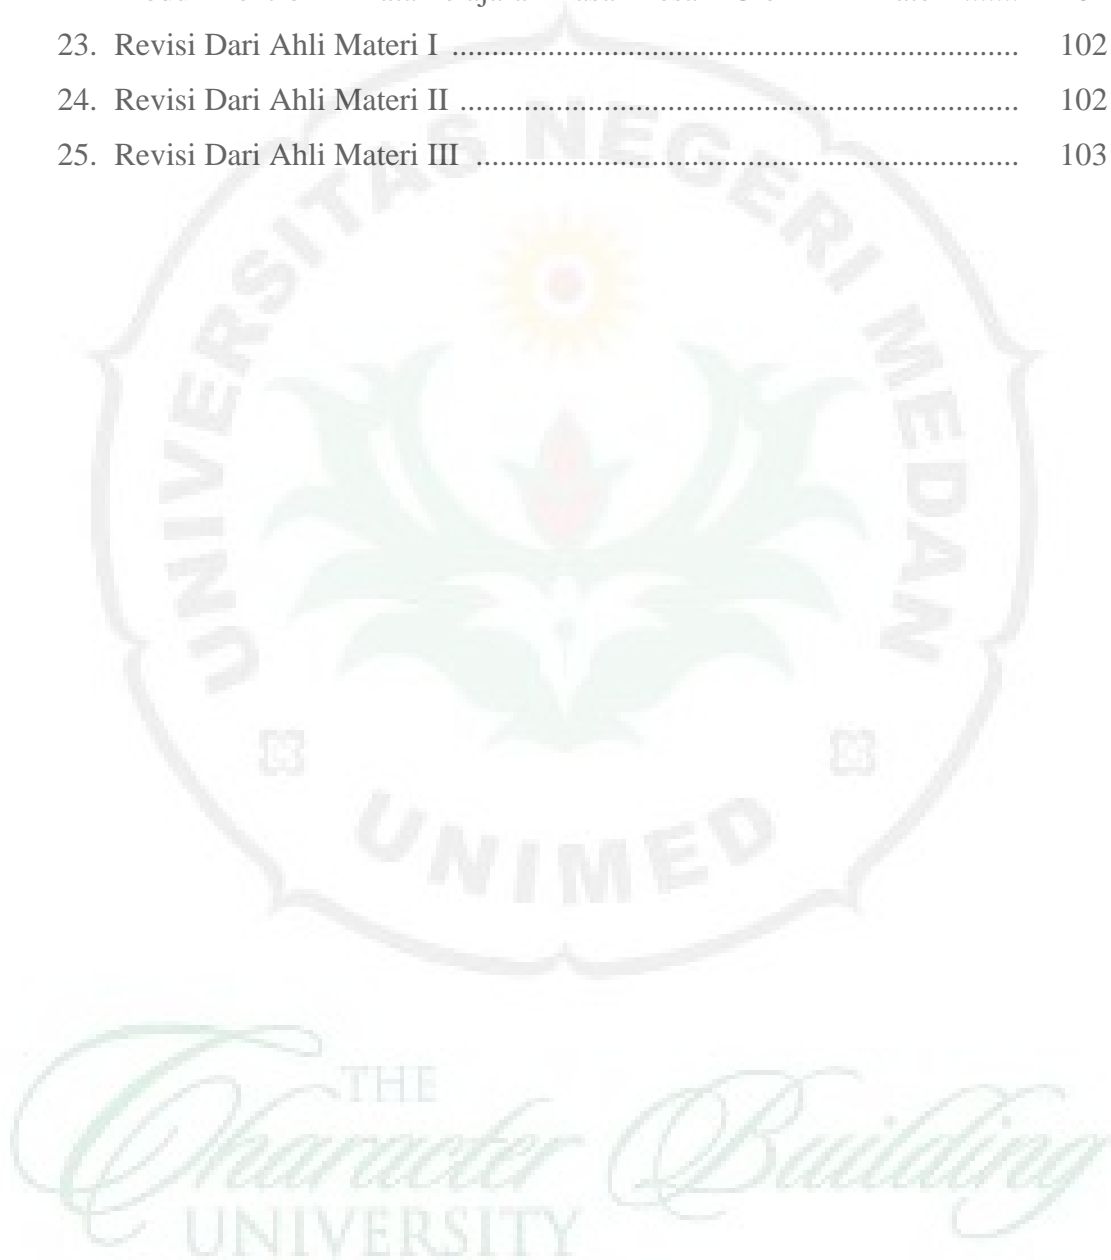 23. Revisi Dari Ahli Materi I ........................................................................ 102
24. Revisi Dari Ahli Materi II ....................................................................... 102
25. Revisi Dari Ahli Materi III ..................................................................... 103
UNIVERSITAS NEGERI MEDAN
UNIMED
THE
Character Building
UNIVERSITY